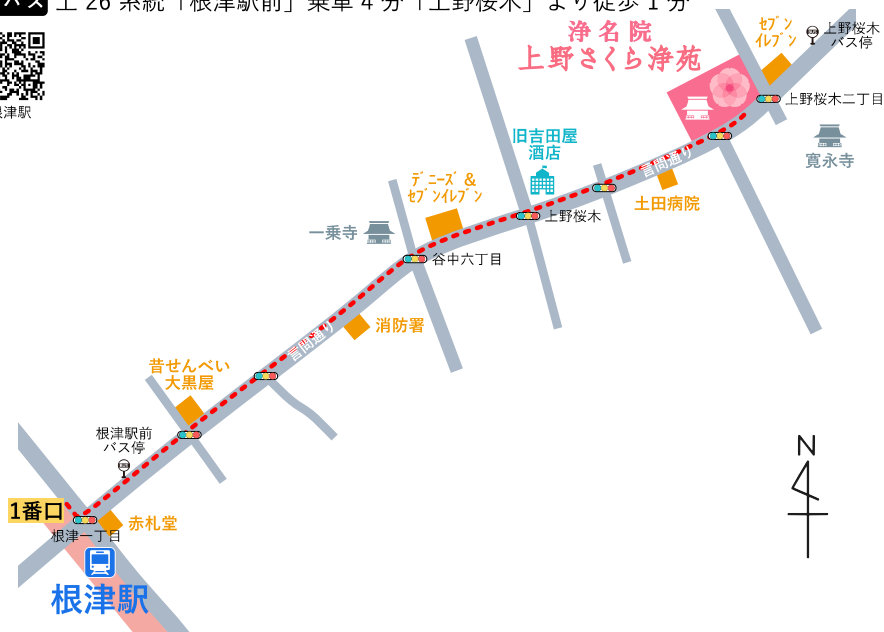 バス 上 26 系統「根津駅前」乗車 4 分「上野桜木」より徒歩 1 分
根津駅
浄名院
上野さくら浄苑
セブン
イレブン
上野桜木
バス停
上野桜木二丁目
寛永寺
旧吉田屋
酒店
言問通り
土田病院
デニーズ &
セブンイレブン
上野桜木
一乗寺
谷中六丁目
消防署
言問通り
昔せんべい
大黒屋
根津駅前
バス停
1番口
赤札堂
根津一丁目
根津駅
N